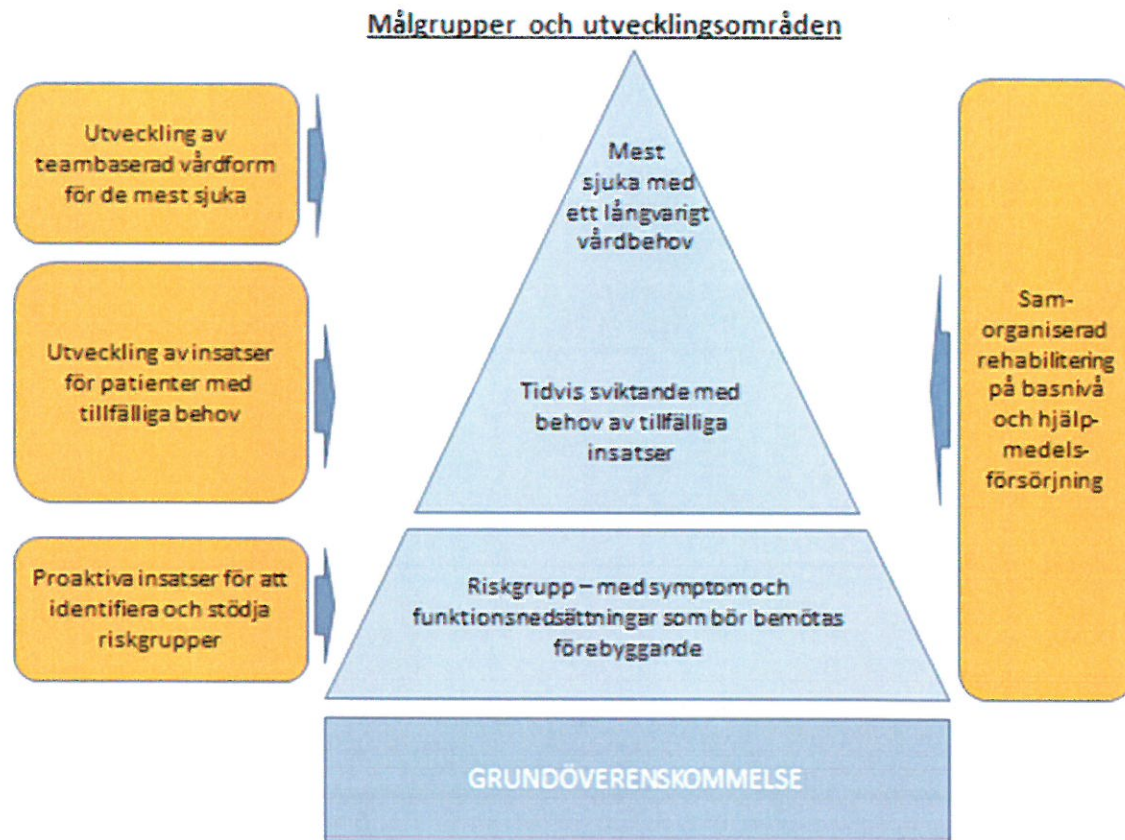 Målgrupper och utvecklingsområden
Utveckling av
teambaserad vårdform
för de mest sjuka
Utveckling av insatser
för patienter med
tillfälliga behov
Proaktiva insatser för att
identifiera och stödja
riskgrupper
Mest
sjuka med
ett långvarigt
vårdbehov
Tidvis sviktande med
behov av tillfälliga
insatser
Riskgrupp – med symptom och
funktionsnedsättningar som bör bemötas
förebyggande
GRUNDÖVERENSKOMMELSE
Sam-
organiserad
rehabilitering
på basnivå
och hjälp-
medels-
försörjning